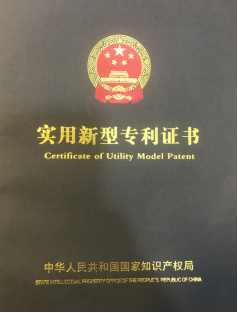 实用新型专利证书
Certificate of Utility Model Patent
中华人民共和国国家知识产权局
STATE INTELLECTUAL PROPERTY OFFICE OF THE PEOPLE'S REPUBLIC OF CHINA